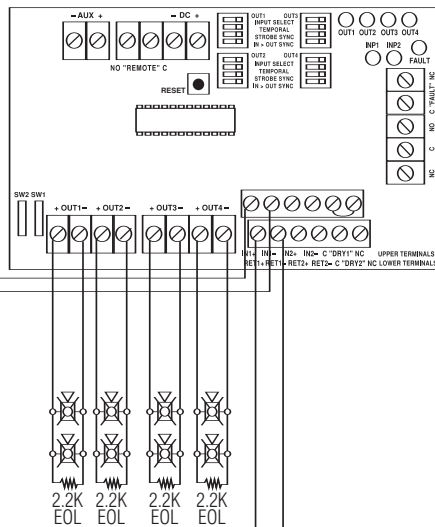 – AUX +
– DC +
NO "REMOTE" C
RESET
OUT1 OUT3
INPUT SELECT
TEMPORAL
STROBE SYNC
IN > OUT SYNC
OUT2 OUT4
INPUT SELECT
TEMPORAL
STROBE SYNC
IN > OUT SYNC
OUT1 OUT2 OUT3 OUT4
INP1 INP2
FAULT
C "FAULT" NC
NO
C
NC
SW2 SW1
+ OUT1 –
+ OUT2 –
+ OUT3 –
+ OUT4 –
IN1+ IN1– IN2+ IN2– C "DRY1" NC UPPER TERMINALS
RET1+ RET1– RET2+ RET2– C "DRY2" NC LOWER TERMINALS
2.2K 2.2K 2.2K 2.2K
EOL EOL EOL EOL